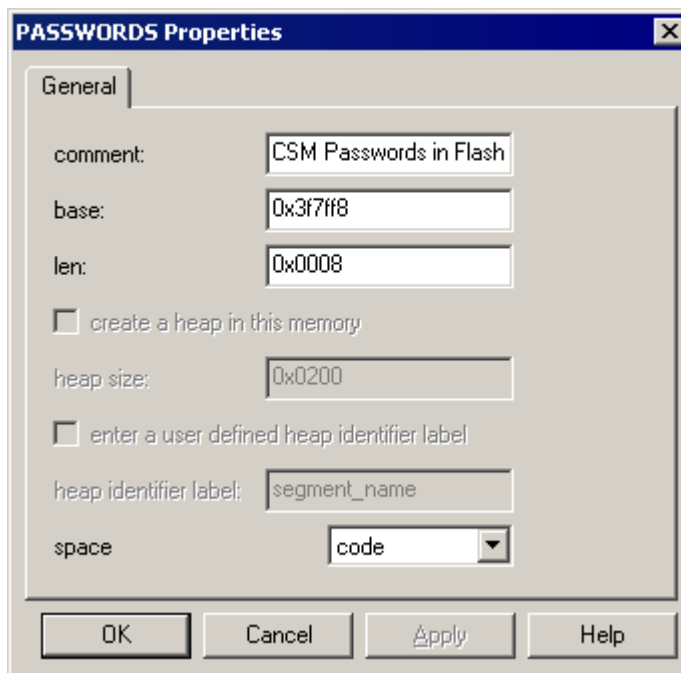 PASSWORDS Properties
General
comment: CSM Passwords in Flash
base: 0x3f7ff8
len: 0x0008
create a heap in this memory
heap size: 0x0200
enter a user defined heap identifier label
heap identifier label: segment_name
space code
OK Cancel Apply Help